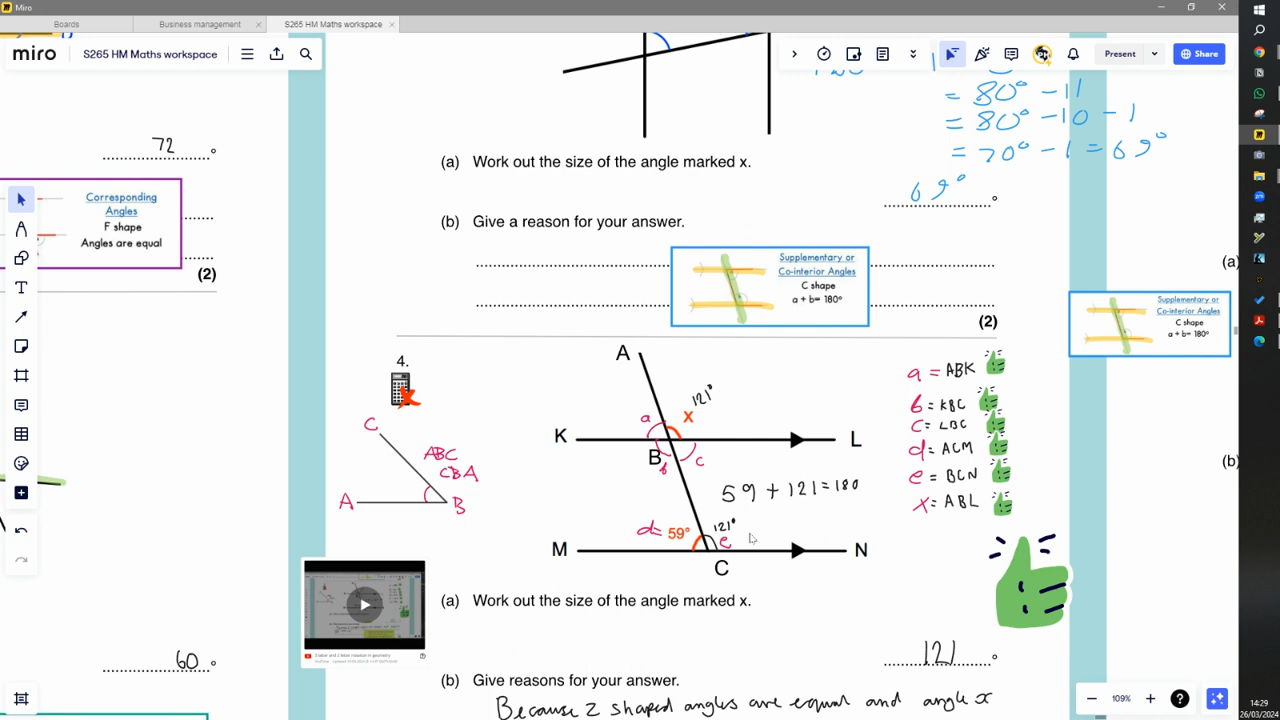 Miro
Boards
Business management
S265 HM Maths workspace
miro
S265 HM Maths workspace
Present
Share
72
Corresponding
Angles
F shape
Angles are equal
(2)
60
= 80° - 11
= 80° - 10 - 1
= 70° - 1 = 69°
(a) Work out the size of the angle marked x.
69° °
(b) Give a reason for your answer.
Supplementary or
Co-interior Angles
C shape
a + b= 180°
(2)
4.
A
K
L
B
M
N
C
a
x
121°
b
c
59 + 121 = 180
d= 59°
121°
e
C
ABC
CBA
A
B
a = ABK
b = KBC
c = LBC
d = ACM
e = BCN
x = ABL
(a) Work out the size of the angle marked x.
121 °
(b) Give reasons for your answer.
Because Z shaped angles are equal and angle x
(a)
Supplementary or
Co-interior Angles
C shape
a + b= 180°
(b)
109%
14:29
26/03/2024